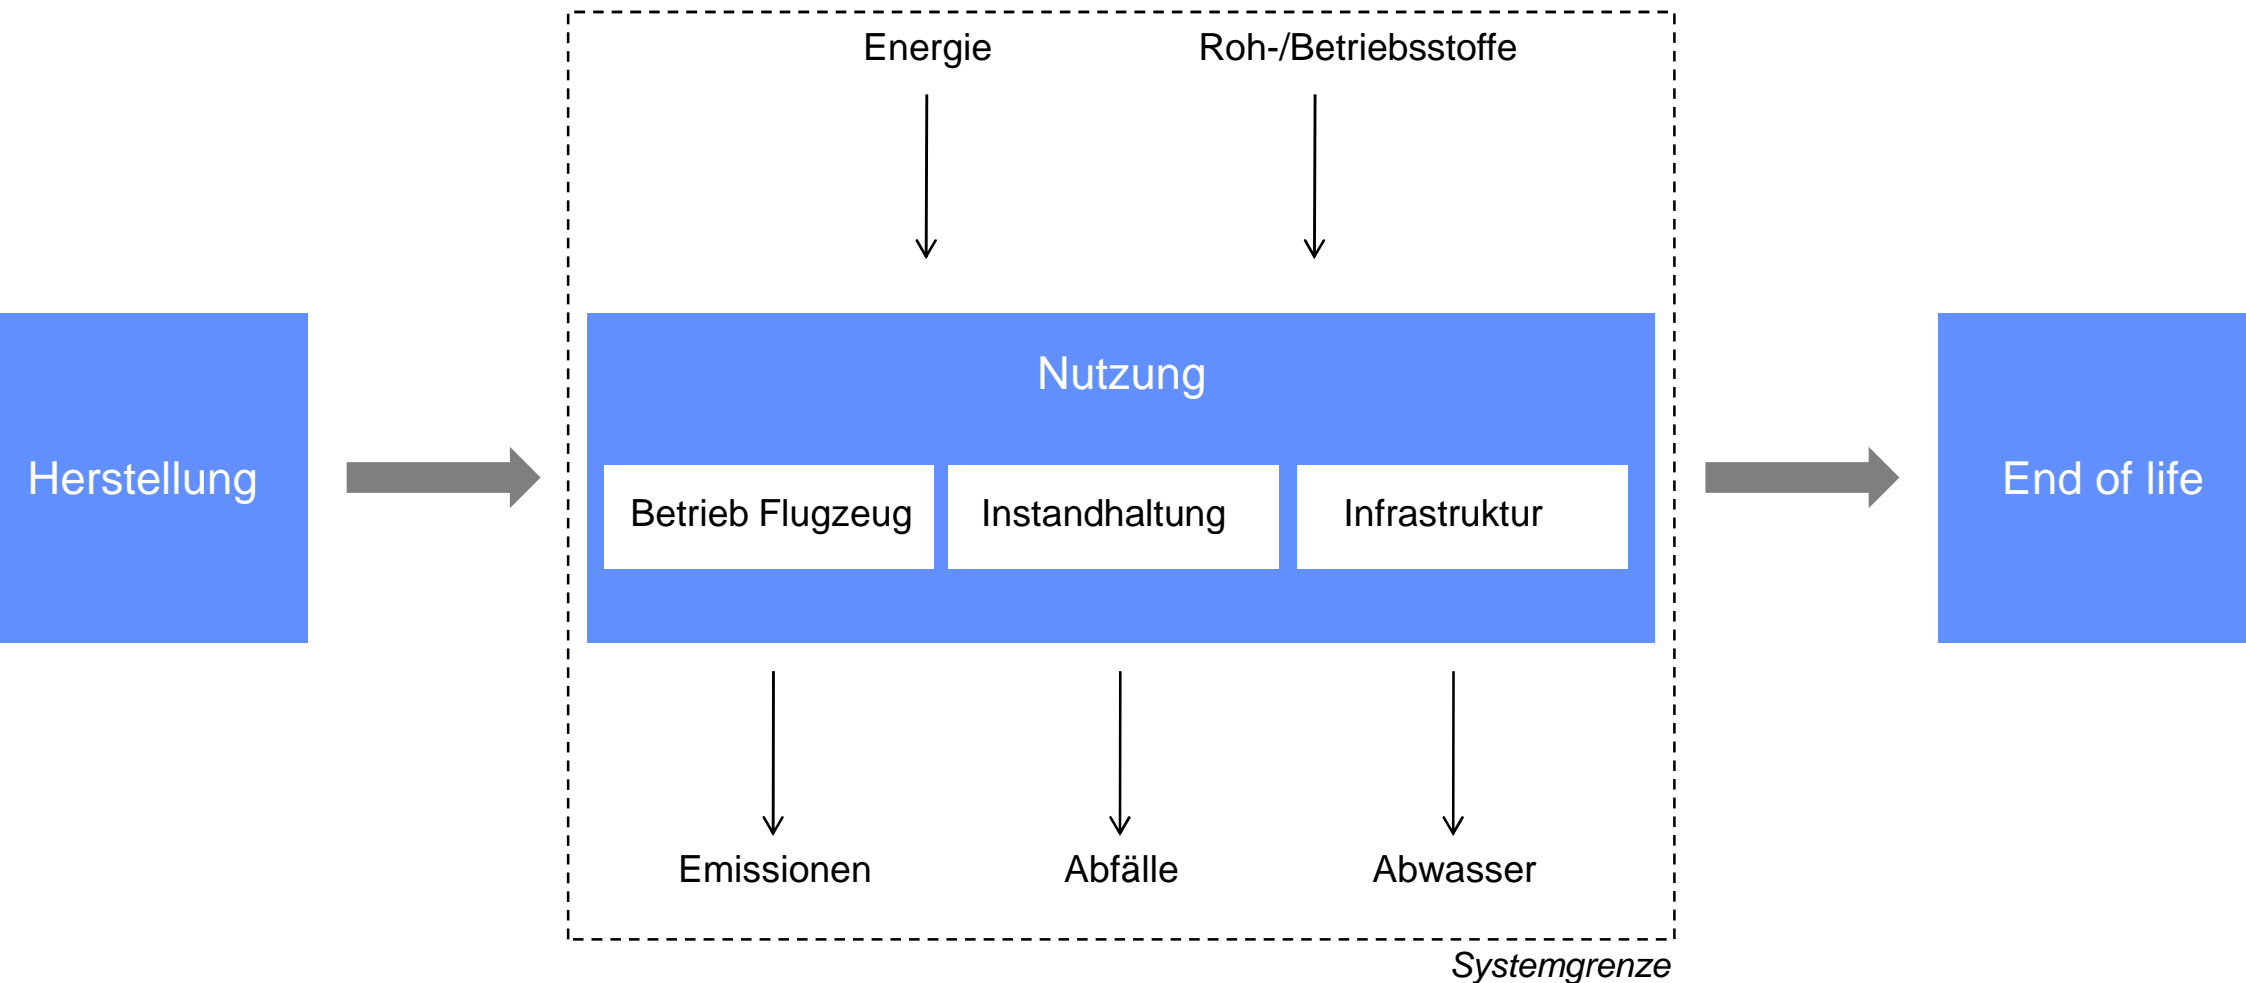 Energie
Roh-/Betriebsstoffe
Herstellung
Nutzung
Betrieb Flugzeug
Instandhaltung
Infrastruktur
End of life
Emissionen
Abfälle
Abwasser
Systemgrenze